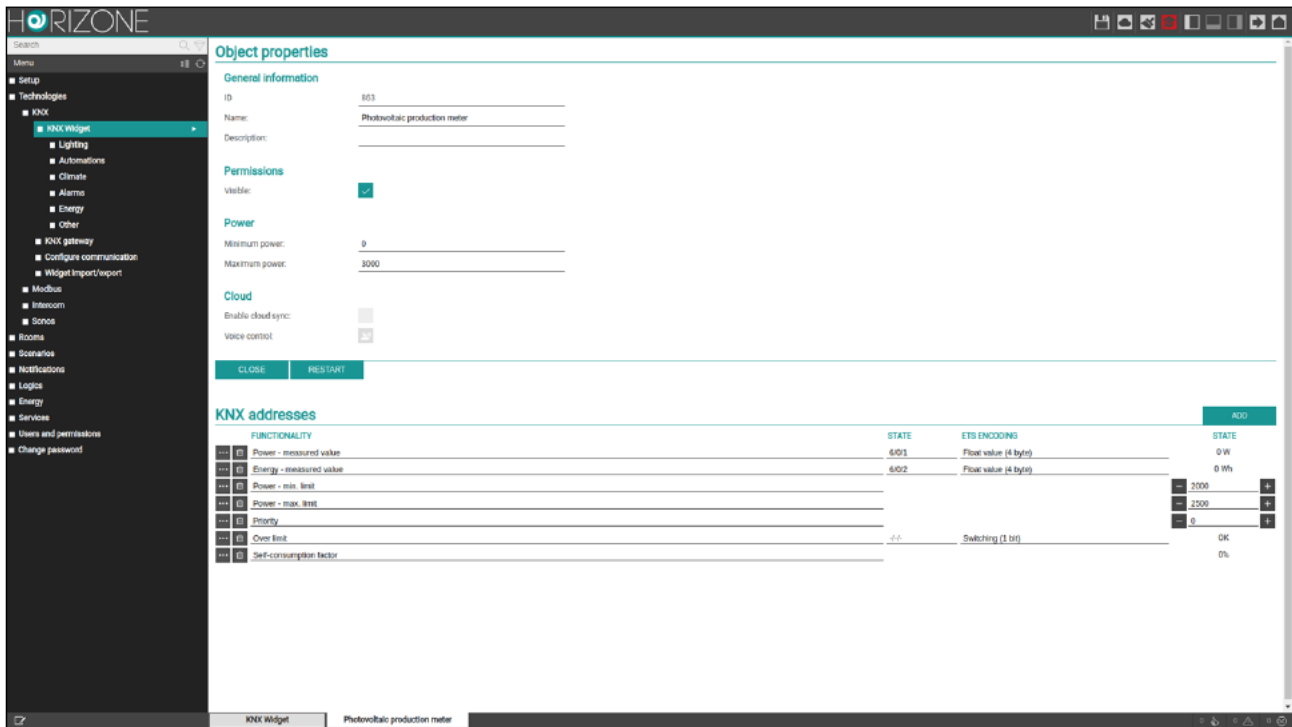 HORIZONE
Search
Menu
Setup
Technologies
KNX
KNX Widget
Lighting
Automations
Climate
Alarms
Energy
Other
KNX gateway
Configure communication
Widget import/export
Modbus
Intercom
Sonos
Rooms
Scenarios
Notifications
Logics
Energy
Services
Users and permissions
Change password
Object properties
General information
ID 863
Name: Photovoltaic production meter
Description:
Permissions
Visible:
Power
Minimum power: 0
Maximum power: 3000
Cloud
Enable cloud sync:
Voice control:
CLOSE RESTART
KNX addresses ADD
FUNCTIONALITY STATE ETS ENCODING STATE
Power - measured value 6/0/1 Float value (4 byte) 0 W
Energy - measured value 6/0/2 Float value (4 byte) 0 Wh
Power - min. limit − 2000 +
Power - max. limit − 2500 +
Priority − 0 +
Over limit -/-/- Switching (1 bit) OK
Self-consumption factor 0%
KNX Widget Photovoltaic production meter 0 0 0